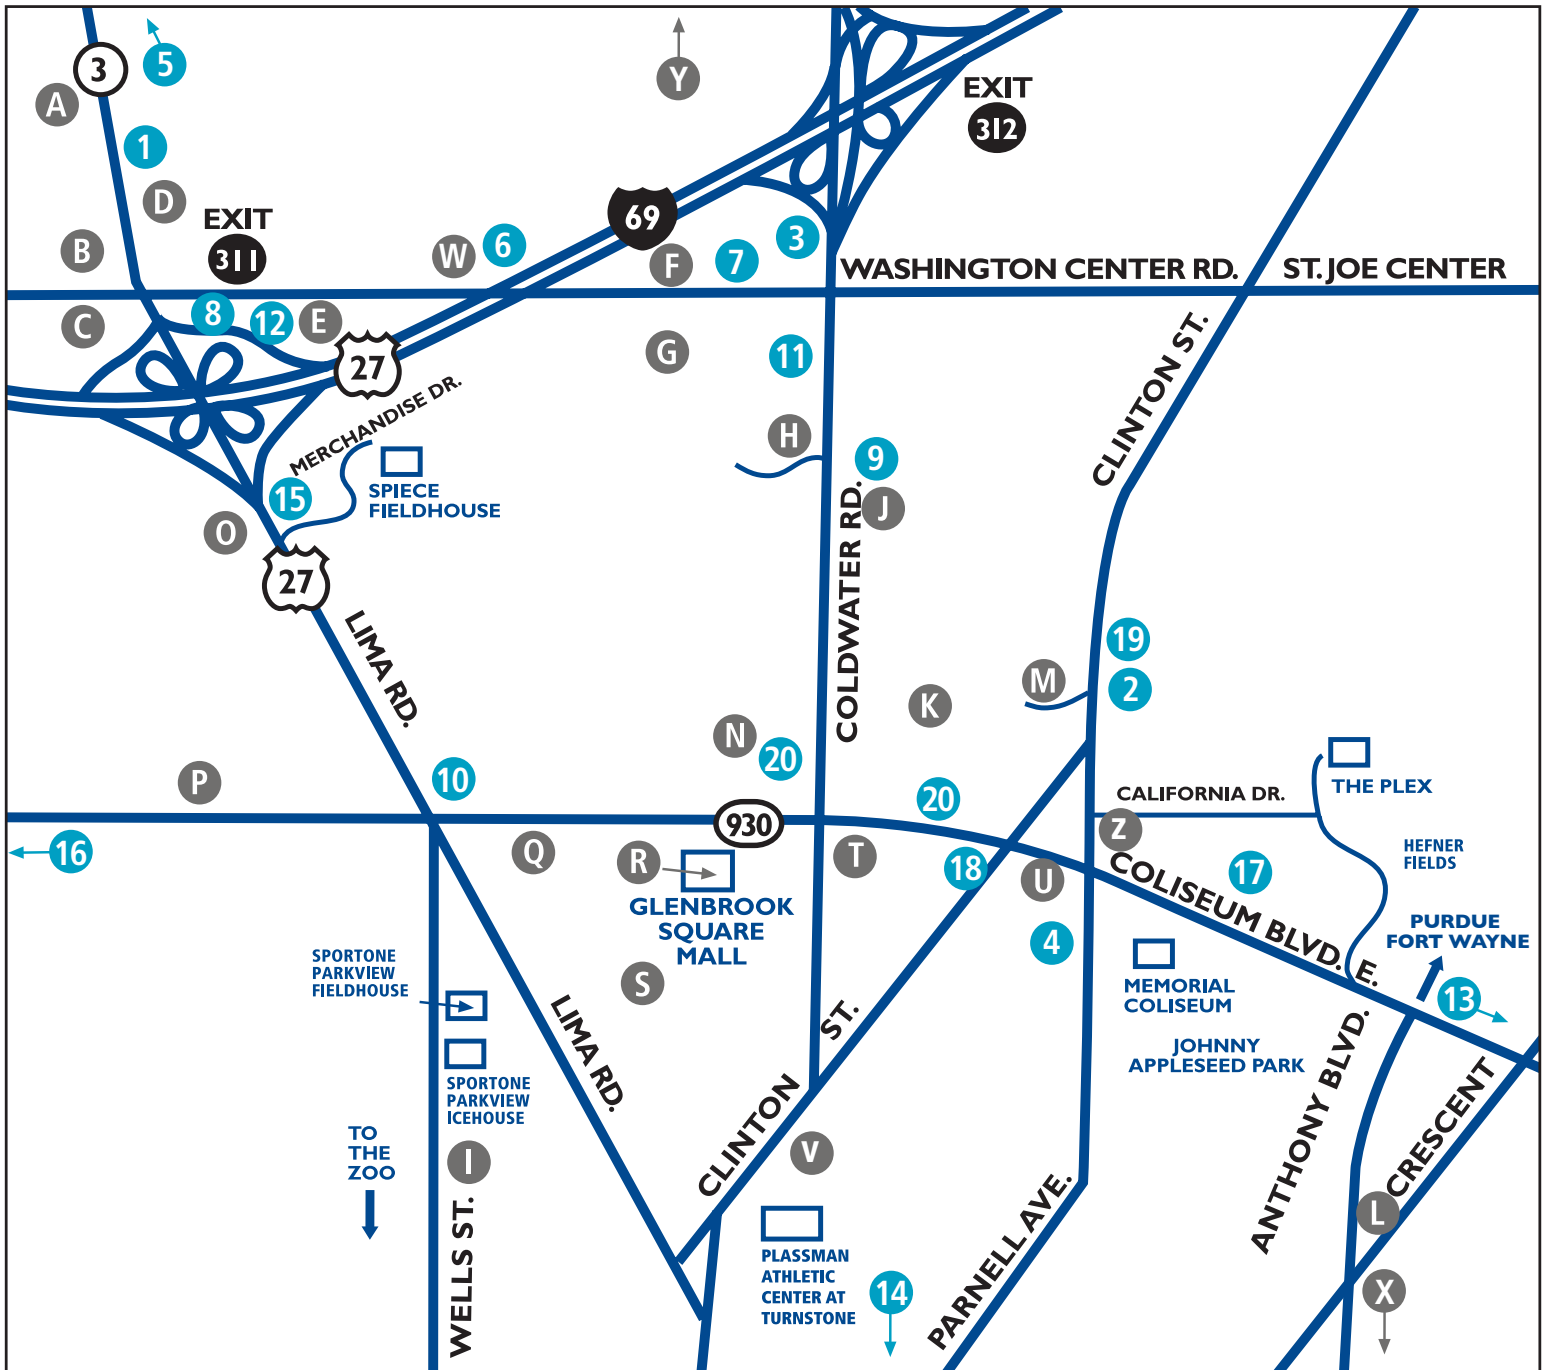 3
5
Y
A
EXIT
312
1
D
EXIT
311
69
B
W
6
F
7
3
WASHINGTON CENTER RD.
ST. JOE CENTER
C
8
12
E
27
G
11
CLINTON ST.
MERCHANDISE DR.
H
9
SPIECE
FIELDHOUSE
15
O
J
COLDWATER RD.
27
LIMA RD.
19
M
2
K
N
20
P
10
THE PLEX
CALIFORNIA DR.
20
930
Z
16
Q
R
T
18
U
17
HEFNER
FIELDS
COLISEUM BLVD. E.
GLENBROOK
SQUARE
MALL
PURDUE
FORT WAYNE
4
SPORTONE
PARKVIEW
FIELDHOUSE
S
MEMORIAL
COLISEUM
13
LIMA RD.
CLINTON ST.
JOHNNY
APPLESEED PARK
ANTHONY BLVD.
SPORTONE
PARKVIEW
ICEHOUSE
CRESCENT
TO
THE
ZOO
I
V
L
WELLS ST.
PLASSMAN
ATHLETIC
CENTER AT
TURNSTONE
14
PARNELL AVE.
X